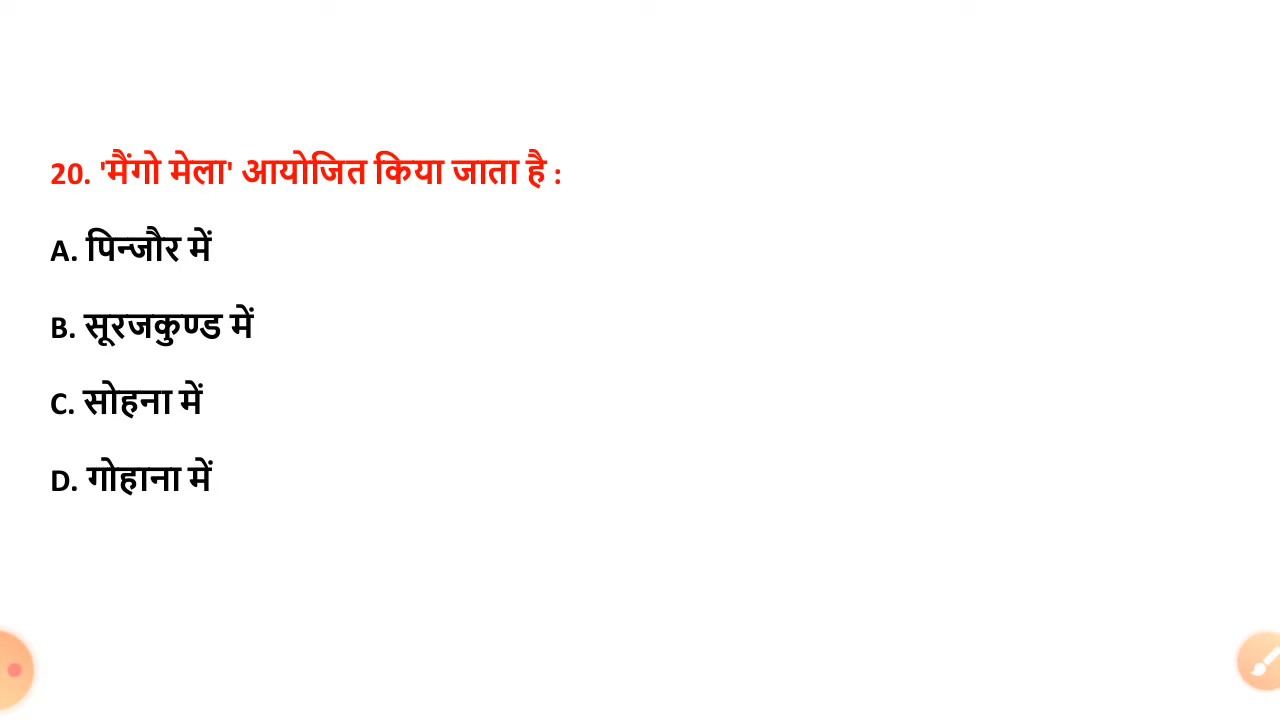 20. 'मैंगो मेला' आयोजित किया जाता है :
A. पिन्जौर में
B. सूरजकुण्ड में
C. सोहना में
D. गोहाना में